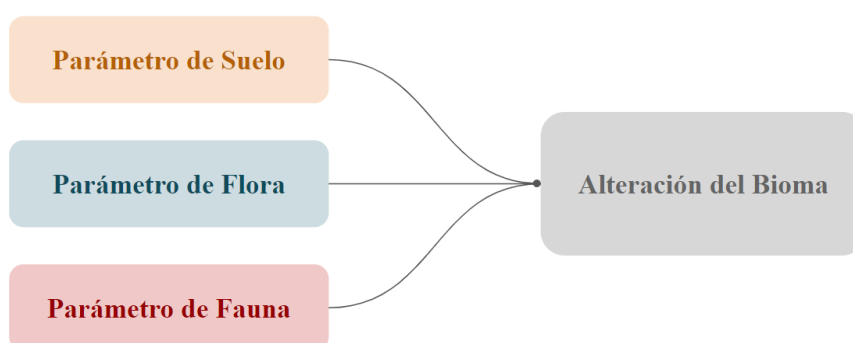 Parámetro de Suelo
Parámetro de Flora
Alteración del Bioma
Parámetro de Fauna